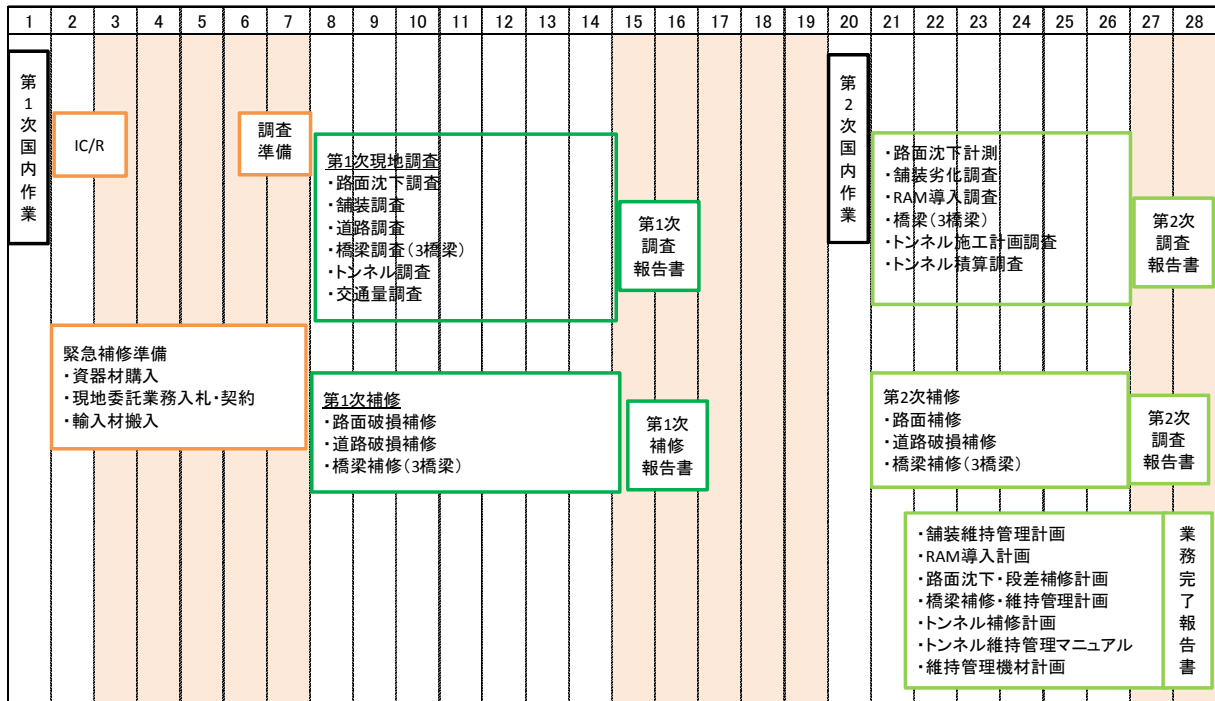 1 2 3 4 5 6 7 8 9 10 11 12 13 14 15 16 17 18 19 20 21 22 23 24 25 26 27 28
第1次国内作業
IC/R
調査
準備
緊急補修準備
・資器材購入
・現地委託業務入札・契約
・輸入材搬入
第1次現地調査
・路面沈下調査
・舗装調査
・道路調査
・橋梁調査(3橋梁)
・トンネル調査
・交通量調査
第1次補修
・路面破損補修
・道路破損補修
・橋梁補修(3橋梁)
第1次
調査
報告書
第1次
補修
報告書
第2次国内作業
・路面沈下計測
・舗装劣化調査
・RAM導入調査
・橋梁(3橋梁)
・トンネル施工計画調査
・トンネル積算調査
第2次
調査
報告書
第2次補修
・路面補修
・道路破損補修
・橋梁補修(3橋梁)
第2次
調査
報告書
・舗装維持管理計画
・RAM導入計画
・路面沈下・段差補修計画
・橋梁補修・維持管理計画
・トンネル補修計画
・トンネル維持管理マニュアル
・維持管理機材計画
業務完了報告書